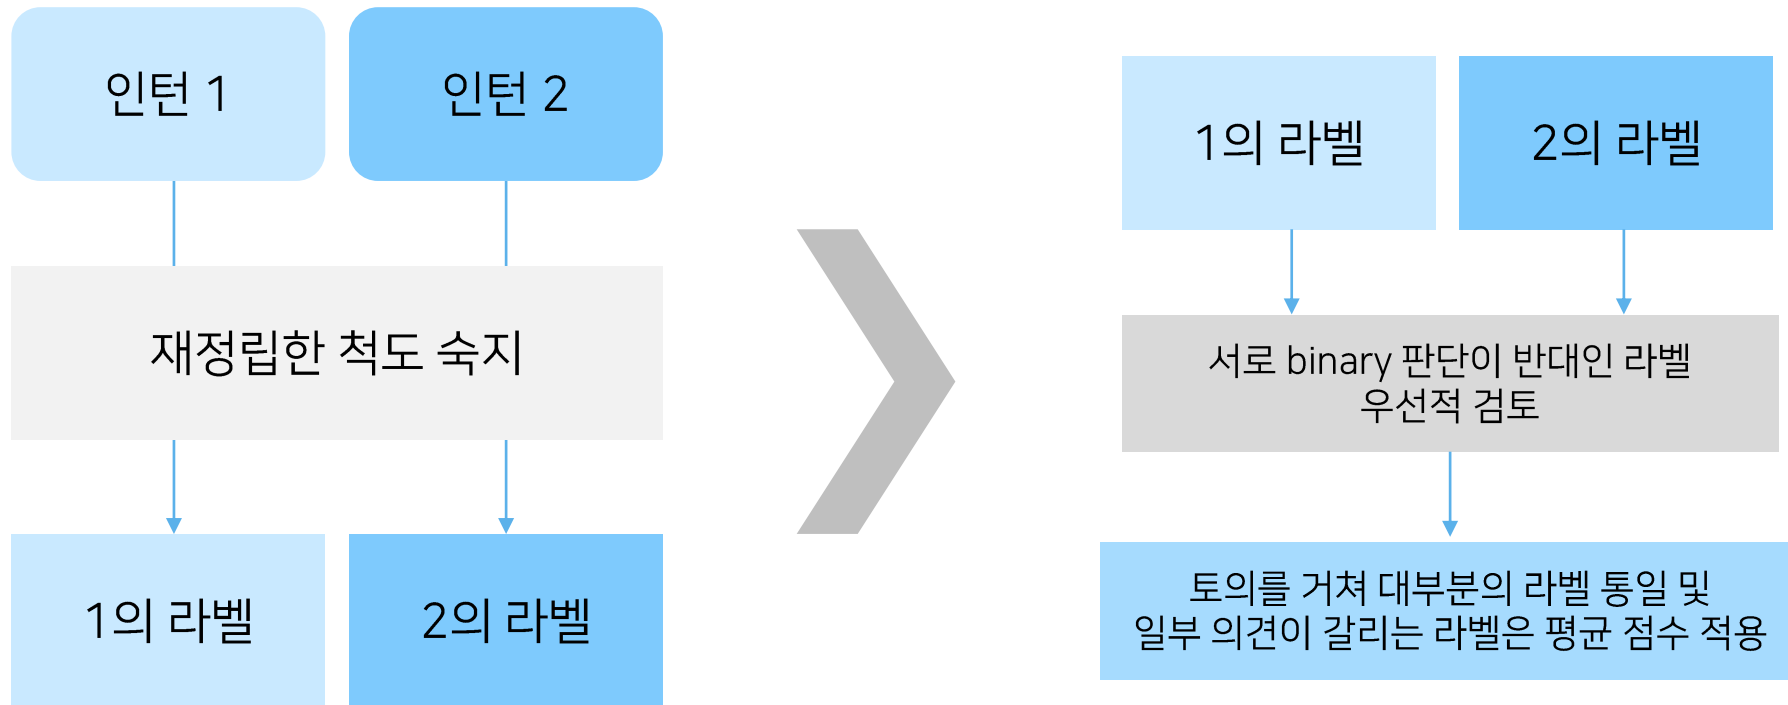 인턴 1
인턴 2
재정립한 척도 숙지
1의 라벨
2의 라벨
1의 라벨
2의 라벨
서로 binary 판단이 반대인 라벨
우선적 검토
토의를 거쳐 대부분의 라벨 통일 및
일부 의견이 갈리는 라벨은 평균 점수 적용